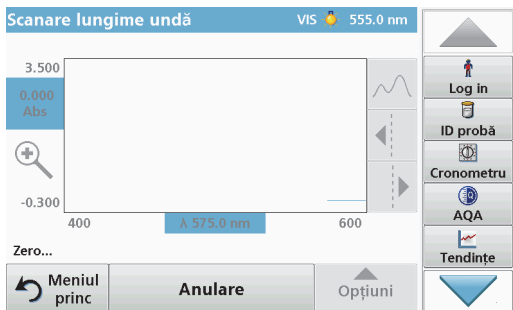 Scanare lungime undă
VIS 555.0 nm
3.500
0.000
Abs
-0.300
400
λ 575.0 nm
600
Zero...
Meniul
princ
Anulare
Opțiuni
Log in
ID probă
Cronometru
AQA
Tendințe